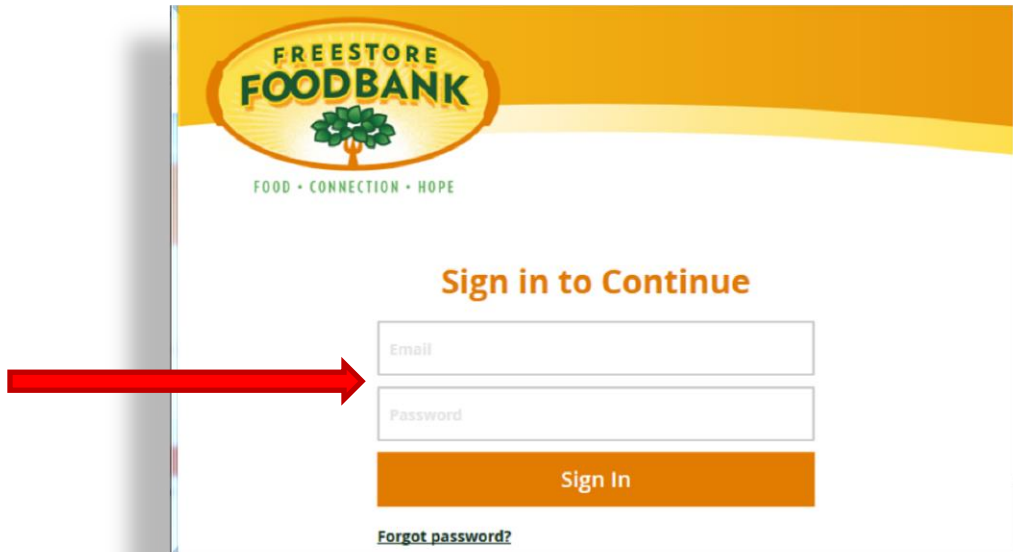 FREESTORE
FOODBANK
FOOD • CONNECTION • HOPE
Sign in to Continue
Email
Password
Sign In
Forgot password?